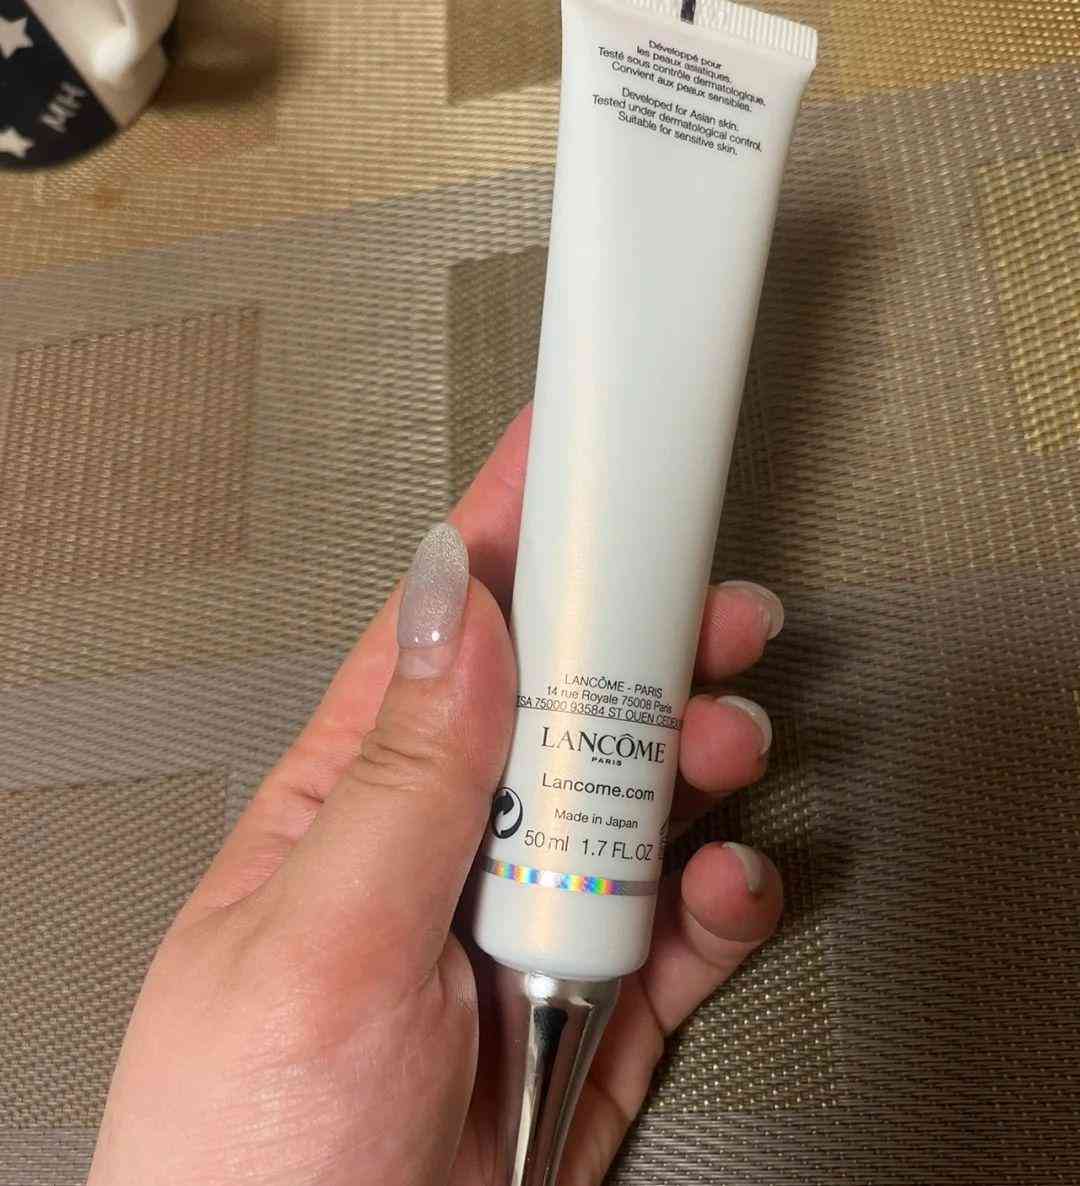 MH
Développé pour
les peaux asiatiques.
Testé sous contrôle dermatologique.
Convient aux peaux sensibles.
Developed for Asian skin.
Tested under dermatological control.
Suitable for sensitive skin.
LANCÔME - PARIS
14 rue Royale 75008 Paris
TSA 75000 93584 ST OUEN CEDEX
LANCÔME
PARIS
Lancome.com
Made in Japan
50 ml 1.7 FL.OZ